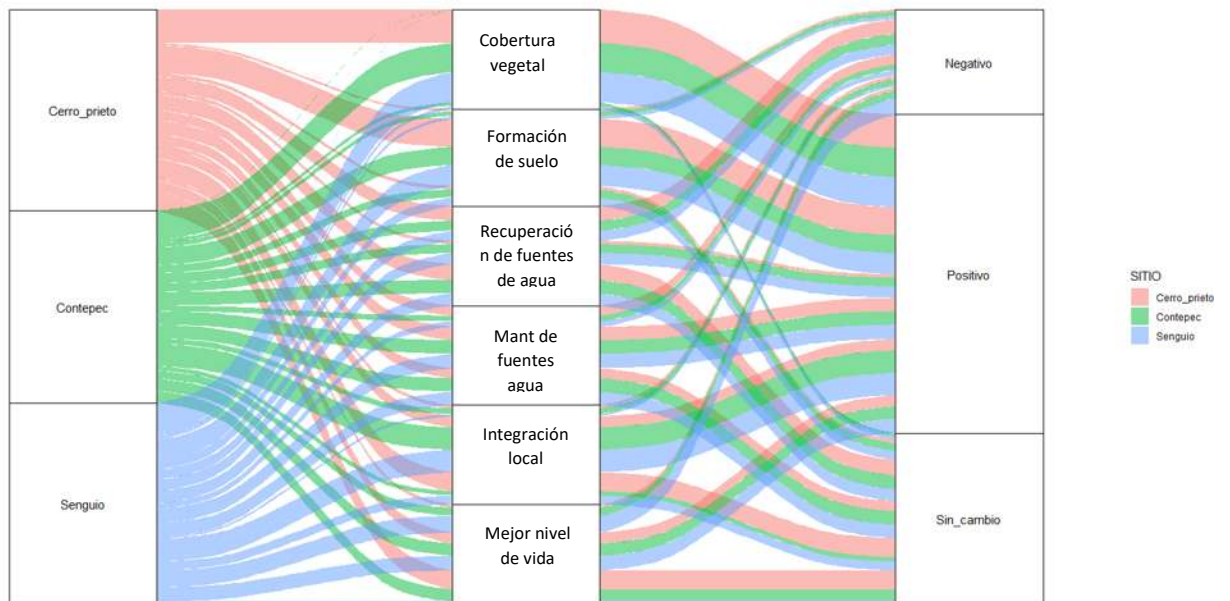 Cerro_prieto
Contepec
Senguio
Cobertura
vegetal
Formación
de suelo
Recuperació
n de fuentes
de agua
Mant de
fuentes
agua
Integración
local
Mejor nivel
de vida
Negativo
Positivo
Sin_cambio
SITIO
Cerro_prieto
Contepec
Senguio